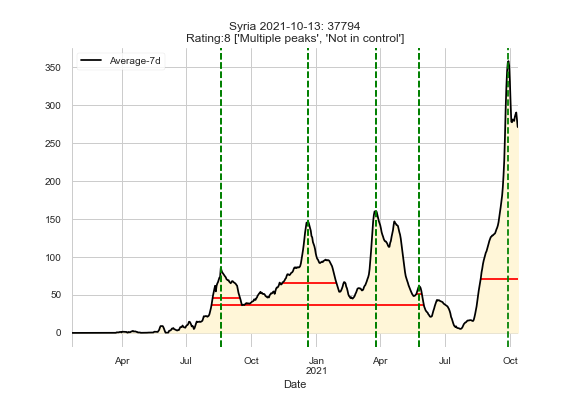 Syria 2021-10-13: 37794
Rating:8 ['Multiple peaks', 'Not in control']
Average-7d
350
300
250
200
150
100
50
0
Apr Jul Oct Jan Apr Jul Oct
2021
Date